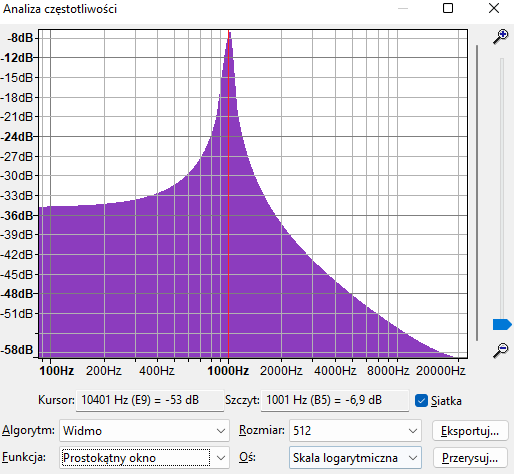 Analiza częstotliwości
-8dB
-12dB
-15dB
-18dB
-21dB
-24dB
-27dB
-30dB
-33dB
-36dB
-39dB
-42dB
-45dB
-48dB
-51dB
-58dB
100Hz 200Hz 400Hz 1000Hz 2000Hz 4000Hz 8000Hz 20000Hz
Kursor: 10401 Hz (E9) = -53 dB Szczyt: 1001 Hz (B5) = -6,9 dB Siatka
Algorytm: Widmo Rozmiar: 512 Eksportuj...
Funkcja: Prostokątny okno Oś: Skala logarytmiczna Przerysuj...